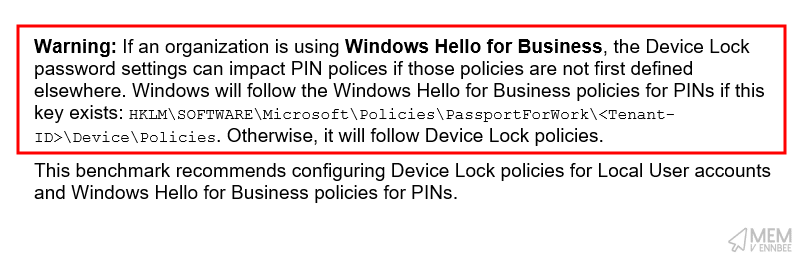 Warning: If an organization is using Windows Hello for Business, the Device Lock
password settings can impact PIN polices if those policies are not first defined
elsewhere. Windows will follow the Windows Hello for Business policies for PINs if this
key exists: HKLM\SOFTWARE\Microsoft\Policies\PassportForWork\<Tenant-
ID>\Device\Policies. Otherwise, it will follow Device Lock policies.
This benchmark recommends configuring Device Lock policies for Local User accounts
and Windows Hello for Business policies for PINs.
MEM
V ENNBEE